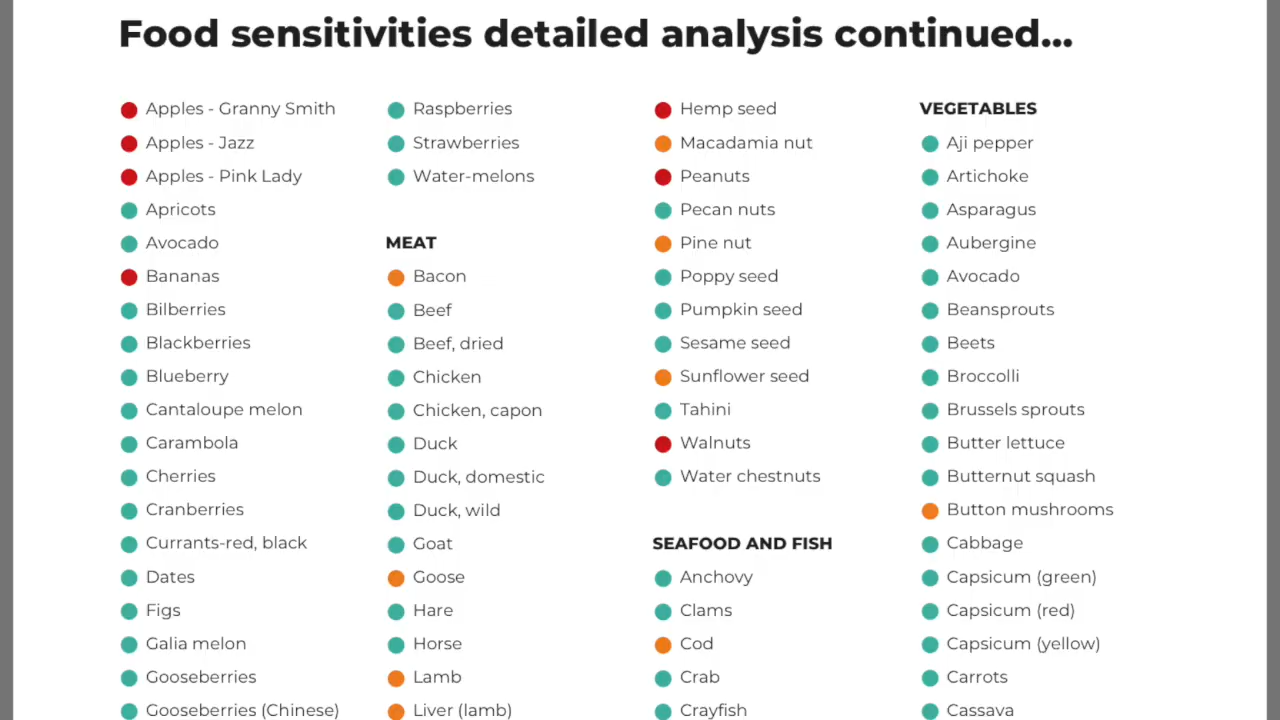 Food sensitivities detailed analysis continued...
Apples - Granny Smith
Apples - Jazz
Apples - Pink Lady
Apricots
Avocado
Bananas
Bilberries
Blackberries
Blueberry
Cantaloupe melon
Carambola
Cherries
Cranberries
Currants-red, black
Dates
Figs
Galia melon
Gooseberries
Gooseberries (Chinese)
Raspberries
Strawberries
Water-melons
MEAT
Bacon
Beef
Beef, dried
Chicken
Chicken, capon
Duck
Duck, domestic
Duck, wild
Goat
Goose
Hare
Horse
Lamb
Liver (lamb)
Hemp seed
Macadamia nut
Peanuts
Pecan nuts
Pine nut
Poppy seed
Pumpkin seed
Sesame seed
Sunflower seed
Tahini
Walnuts
Water chestnuts
SEAFOOD AND FISH
Anchovy
Clams
Cod
Crab
Crayfish
VEGETABLES
Aji pepper
Artichoke
Asparagus
Aubergine
Avocado
Beansprouts
Beets
Broccolli
Brussels sprouts
Butter lettuce
Butternut squash
Button mushrooms
Cabbage
Capsicum (green)
Capsicum (red)
Capsicum (yellow)
Carrots
Cassava